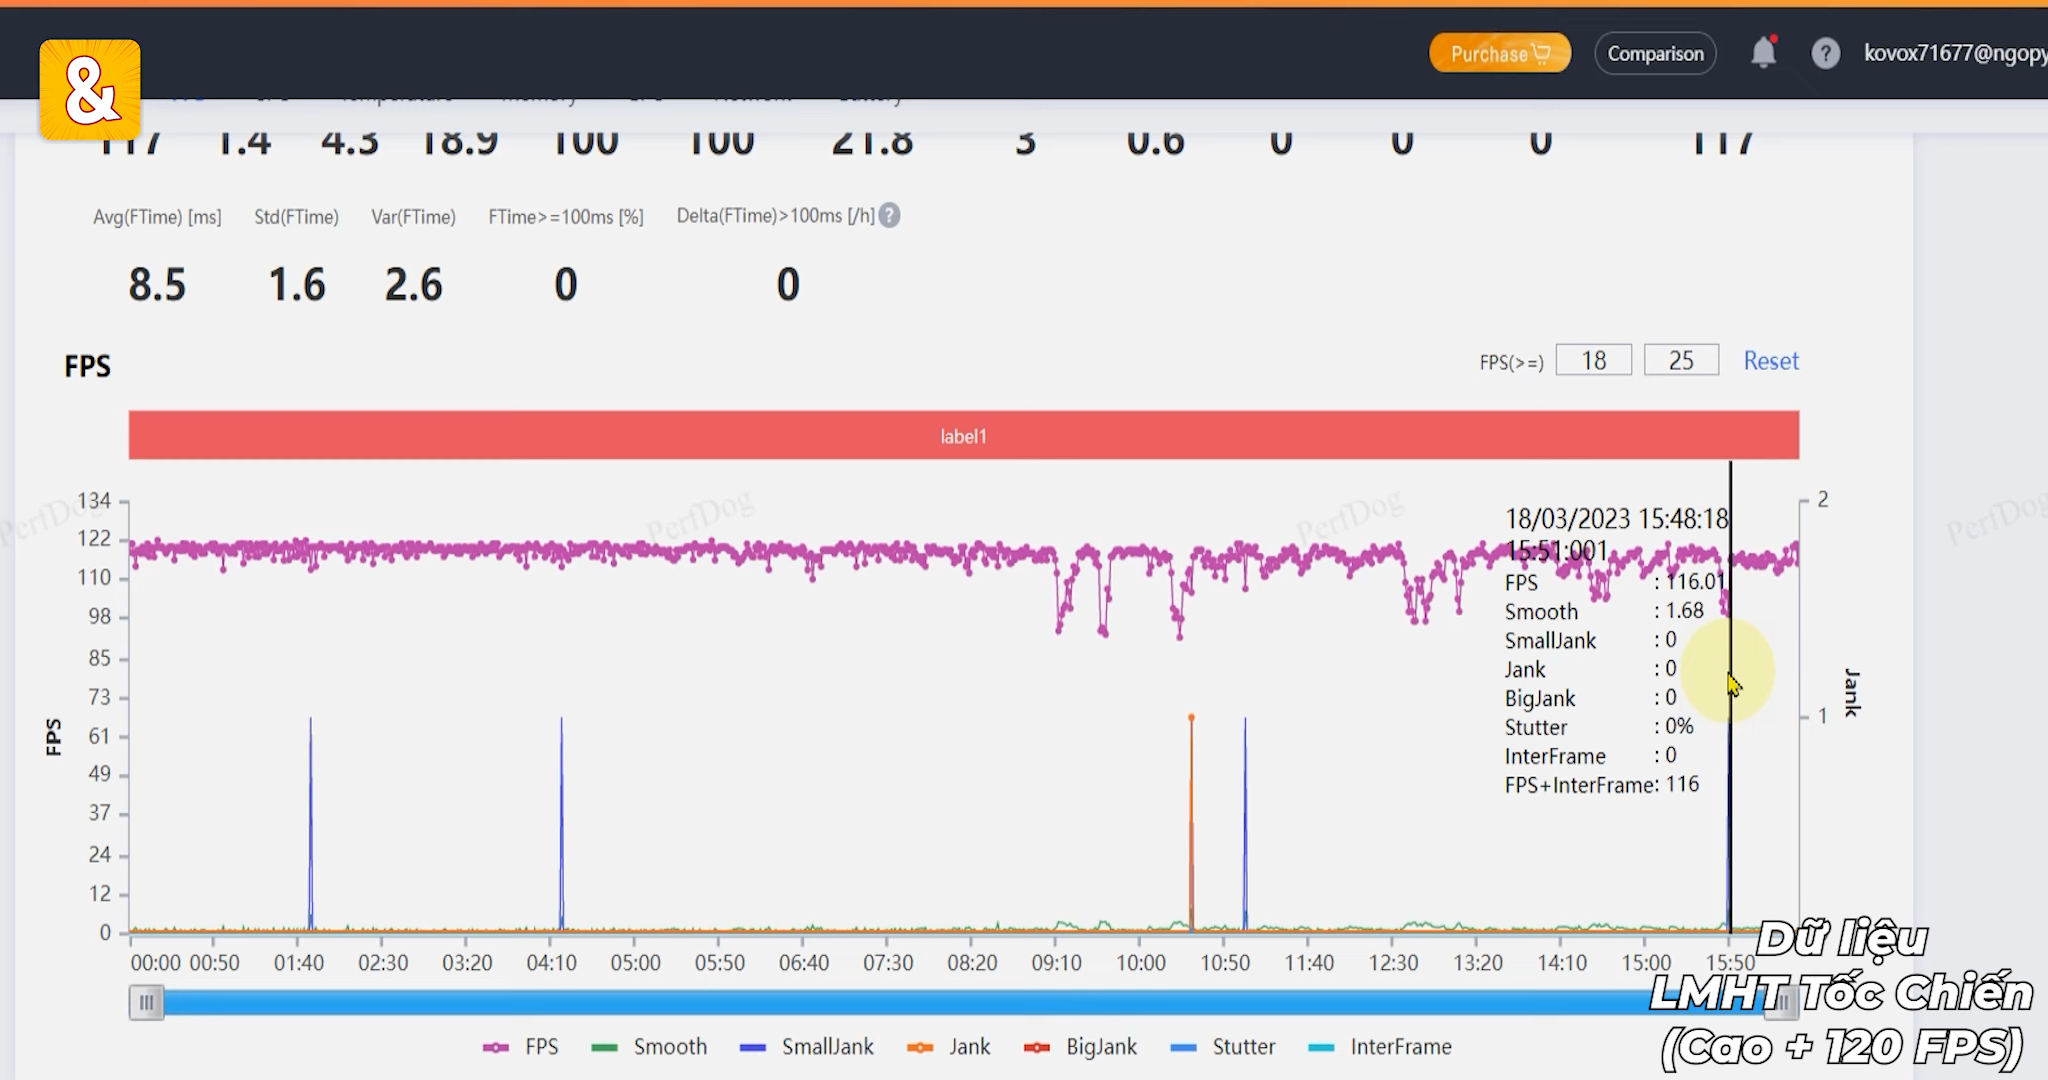 &
Purchase
Comparison
?
kovox71677@ngopy
117 1.4 4.3 18.9 100 100 21.8 3 0.6 0 0 0 117
Avg(FTime) [ms] Std(FTime) Var(FTime) FTime>=100ms [%] Delta(FTime)>100ms [/h] ?
8.5 1.6 2.6 0 0
FPS
FPS(>=) 18 25 Reset
label1
PerfDog PerfDog PerfDog PerfDog
18/03/2023 15:48:18
15:51:001
FPS : 116.01
Smooth : 1.68
SmallJank : 0
Jank : 0
BigJank : 0
Stutter : 0%
InterFrame : 0
FPS+InterFrame: 116
134
122
110
98
85
73
61
49
37
24
12
0
FPS
2
1
Jank
00:00 00:50 01:40 02:30 03:20 04:10 05:00 05:50 06:40 07:30 08:20 09:10 10:00 10:50 11:40 12:30 13:20 14:10 15:00 15:50
FPS Smooth SmallJank Jank BigJank Stutter InterFrame
Dữ liệu
LMHT Tốc Chiến
(Cao + 120 FPS)